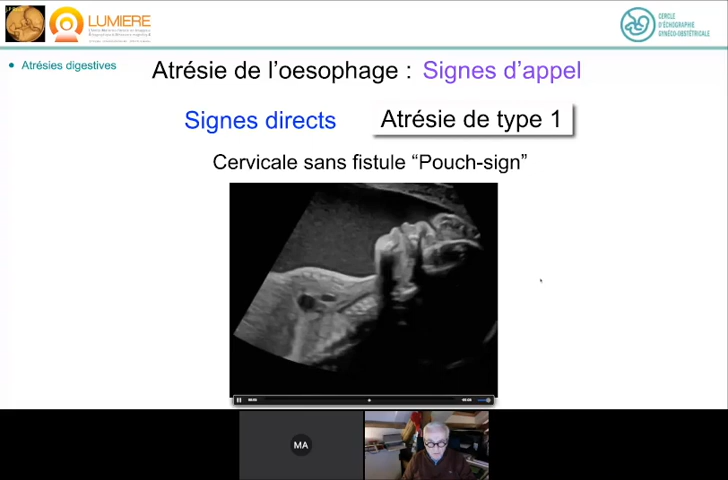 LUMIERE
CERCLE
D'ÉCHOGRAPHIE
GYNÉCO-OBSTÉTRICALE
• Atrésies digestives
Atrésie de l'oesophage : Signes d'appel
Signes directs
Atrésie de type 1
Cervicale sans fistule “Pouch-sign”
MA